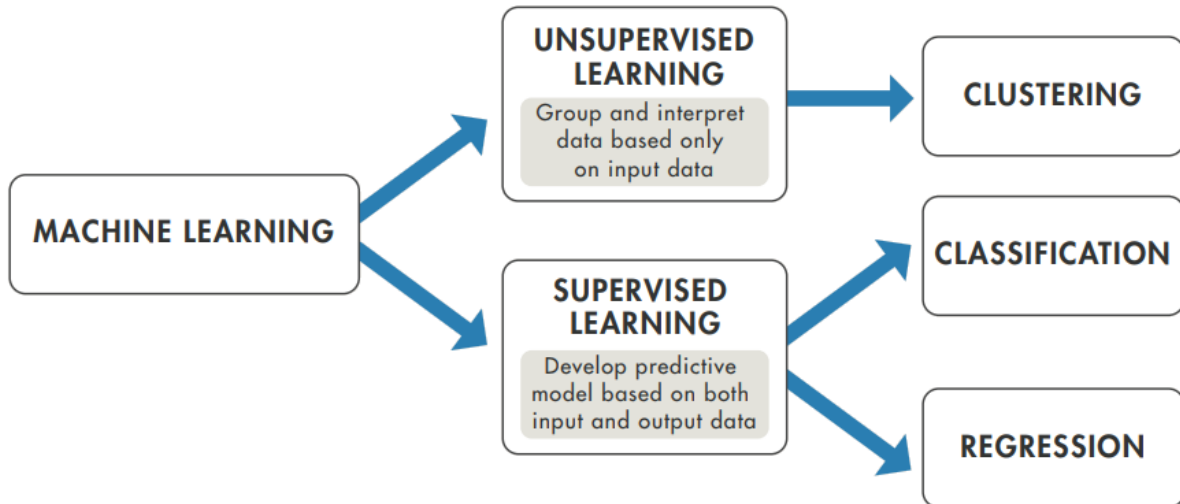 MACHINE LEARNING
UNSUPERVISED
LEARNING
Group and interpret
data based only
on input data
SUPERVISED
LEARNING
Develop predictive
model based on both
input and output data
CLUSTERING
CLASSIFICATION
REGRESSION